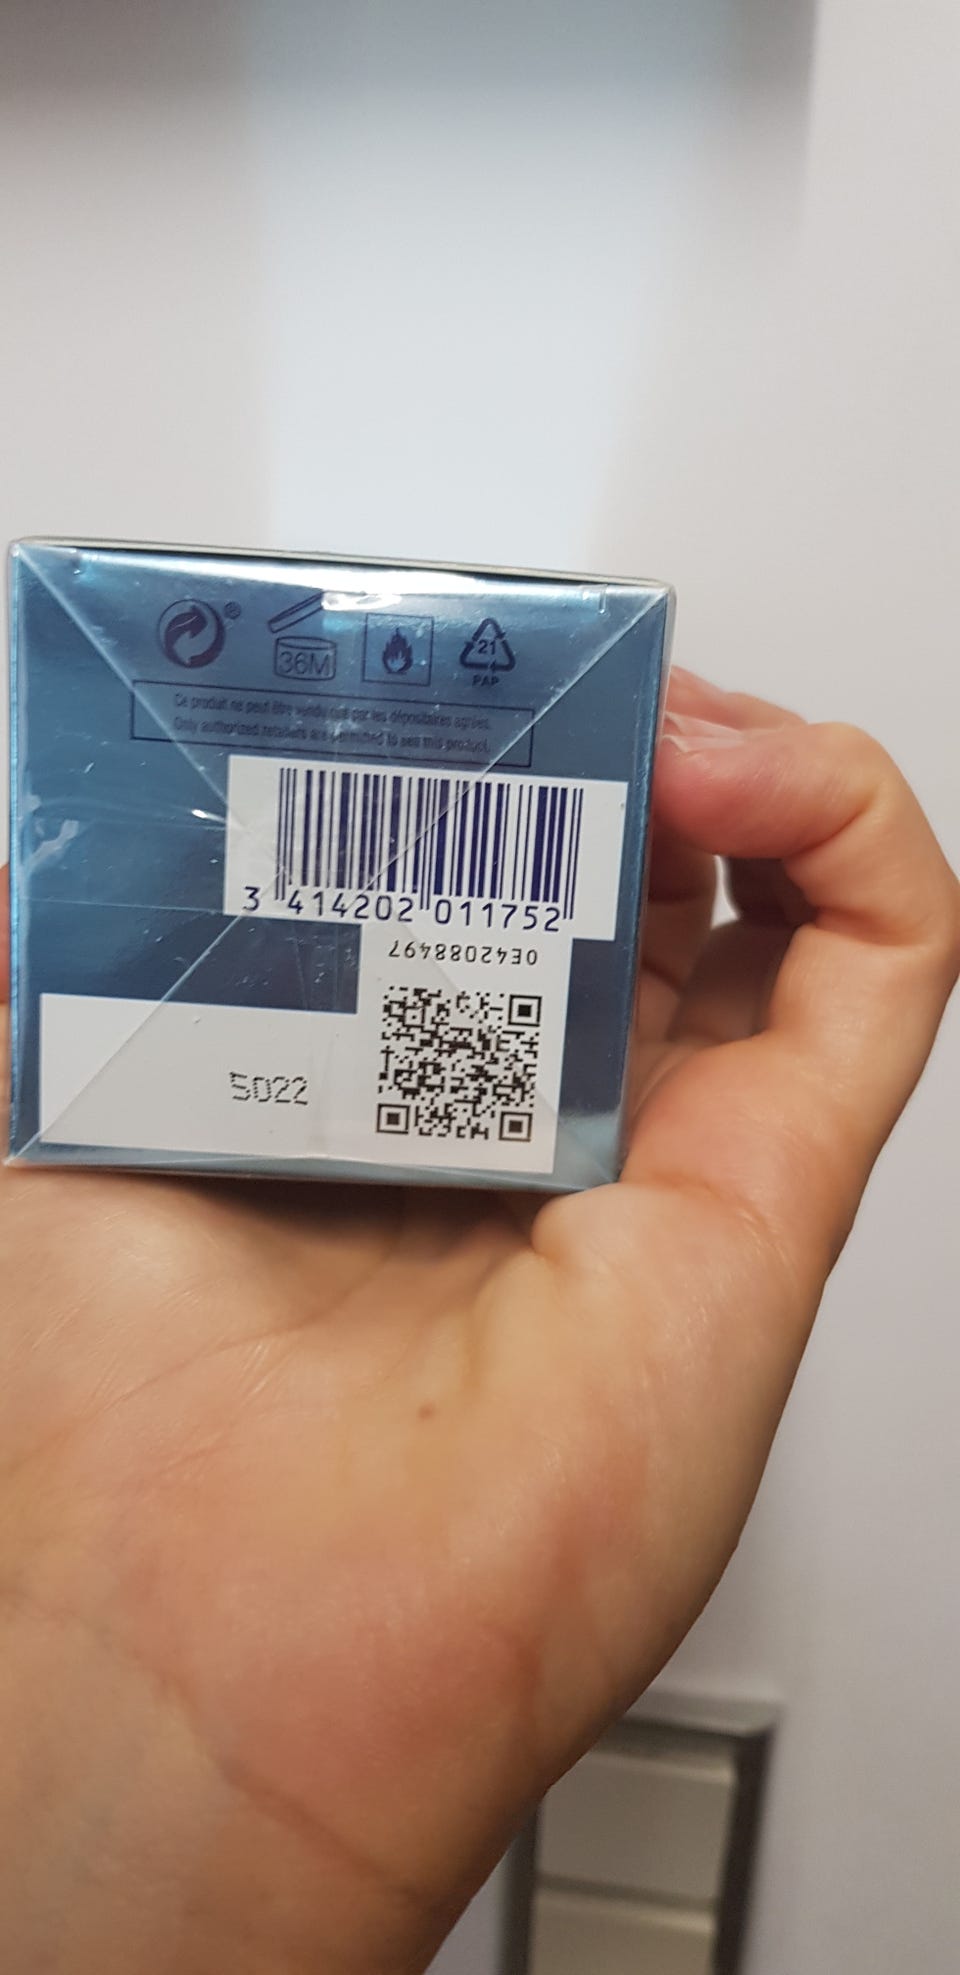 ®
36M
21
PAP
Ce produit ne peut être vendu que par les dépositaires agréés.
Only authorized retailers are permitted to sell this product.
3 414202 011752
0E42088497
5022